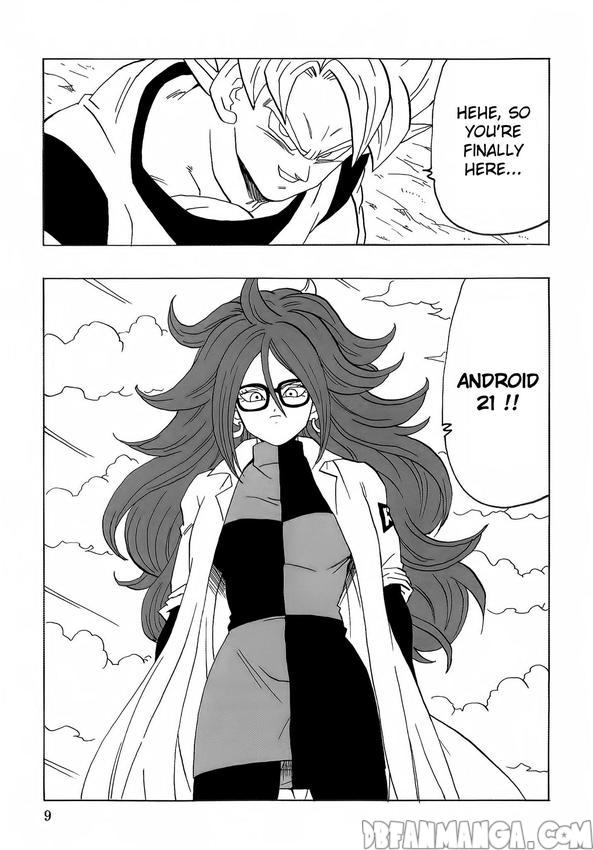 HEHE, SO
YOU'RE
FINALLY
HERE...
ANDROID
21 !!
9
DBFANMANGA.COM